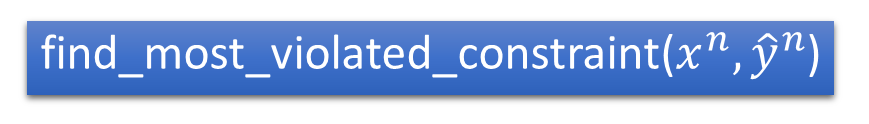 find_most_violated_constraint(𝑥ⁿ, ŷⁿ)